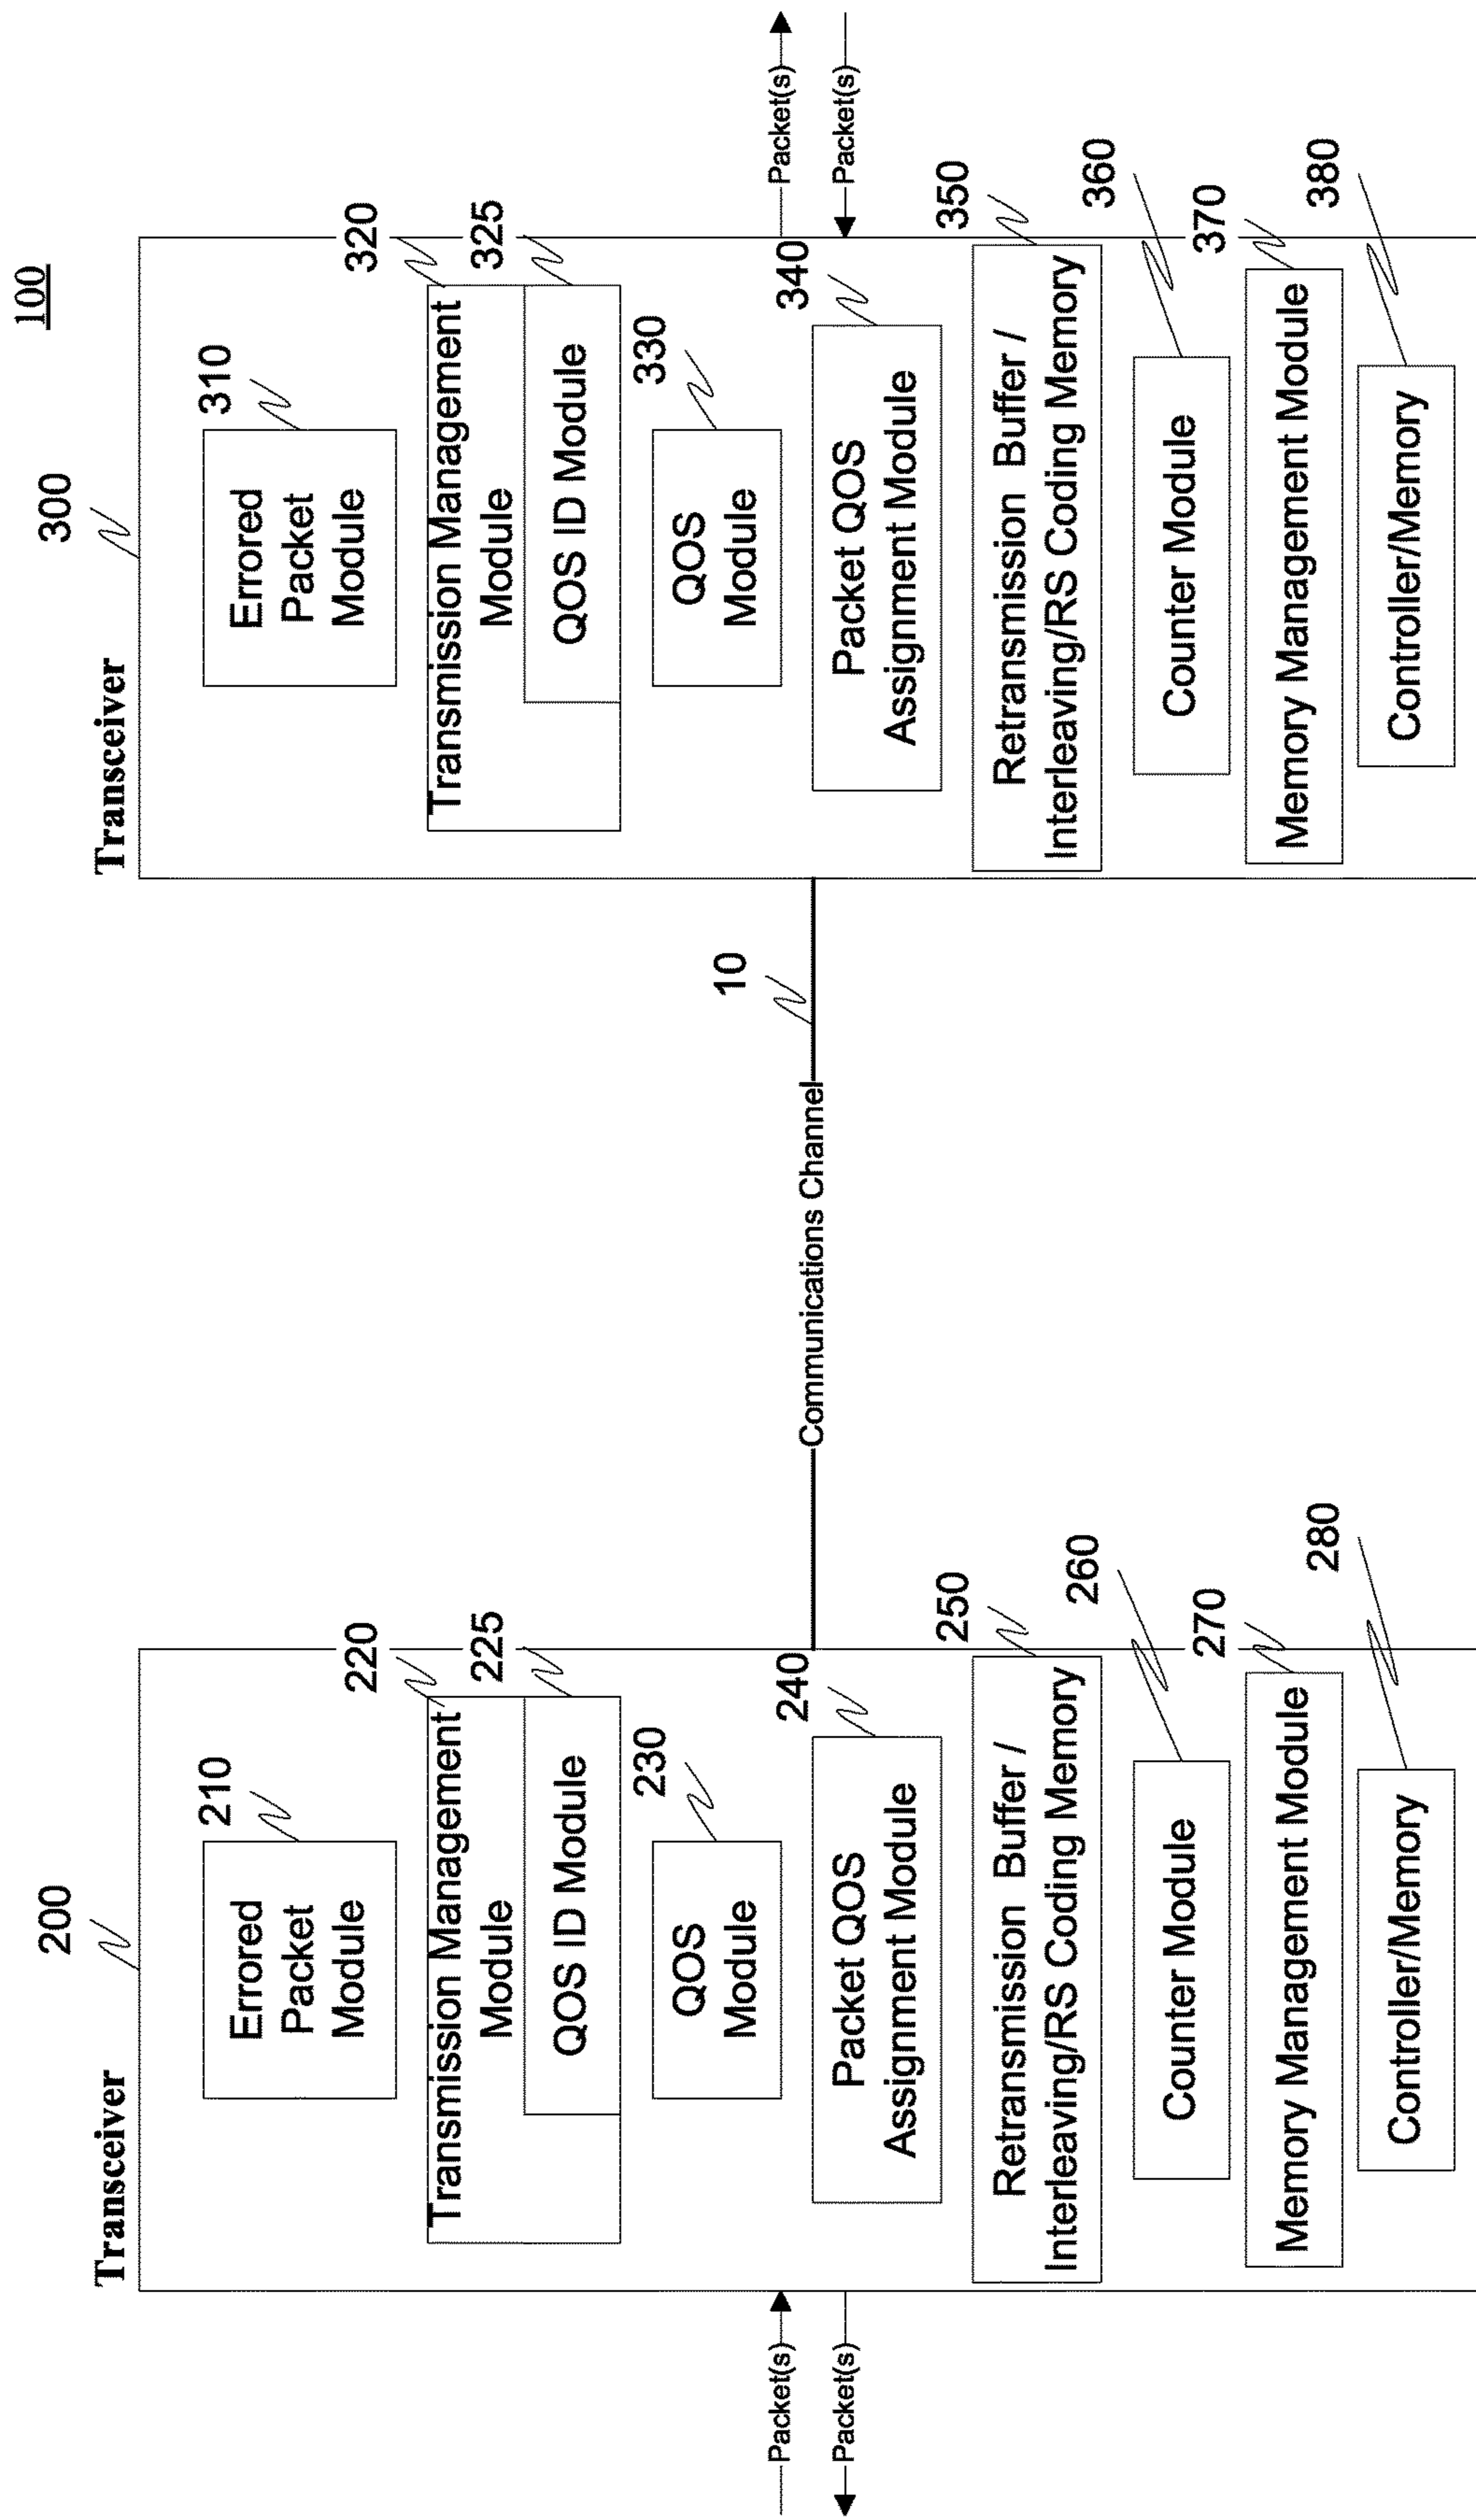 100
Transceiver
200
Errored
Packet
Module
210
Transmission Management
Module
220
QOS ID Module
225
QOS
Module
230
Packet QOS
Assignment Module
240
Retransmission Buffer /
Interleaving/RS Coding Memory
250
Counter Module
260
Memory Management Module
270
Controller/Memory
280
Packet(s)
Packet(s)
Communications Channel
10
Transceiver
300
Errored
Packet
Module
310
Transmission Management
Module
320
QOS ID Module
325
QOS
Module
330
Packet QOS
Assignment Module
340
Retransmission Buffer /
Interleaving/RS Coding Memory
350
Counter Module
360
Memory Management Module
370
Controller/Memory
380
Packet(s)
Packet(s)